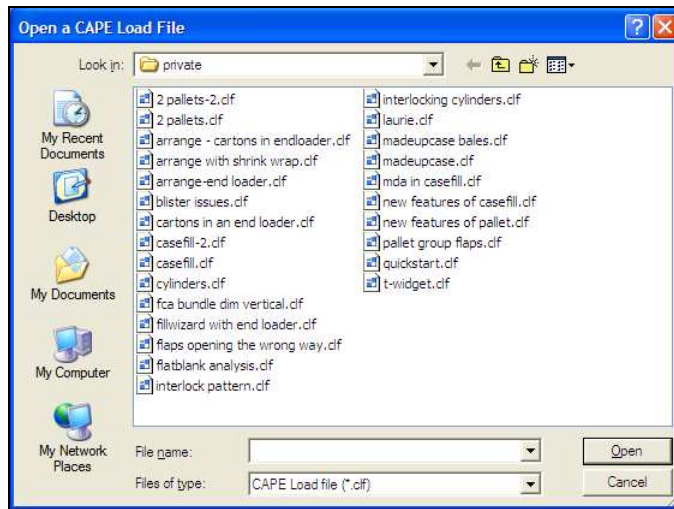 Open a CAPE Load File
Look in: private
My Recent
Documents
Desktop
My Documents
My Computer
My Network
Places
2 pallets-2.clf
2 pallets.clf
arrange - cartons in endloader.clf
arrange with shrink wrap.clf
arrange-end loader.clf
blister issues.clf
cartons in an end loader.clf
casefill-2.clf
casefill.clf
cylinders.clf
fca bundle dim vertical.clf
fillwizard with end loader.clf
flaps opening the wrong way.clf
flatblank analysis.clf
interlock pattern.clf
interlocking cylinders.clf
laurie.clf
madeupcase bales.clf
madeupcase.clf
mda in casefill.clf
new features of casefill.clf
new features of pallet.clf
pallet group flaps.clf
quickstart.clf
t-widget.clf
File name:
Open
Files of type: CAPE Load file (*.clf)
Cancel